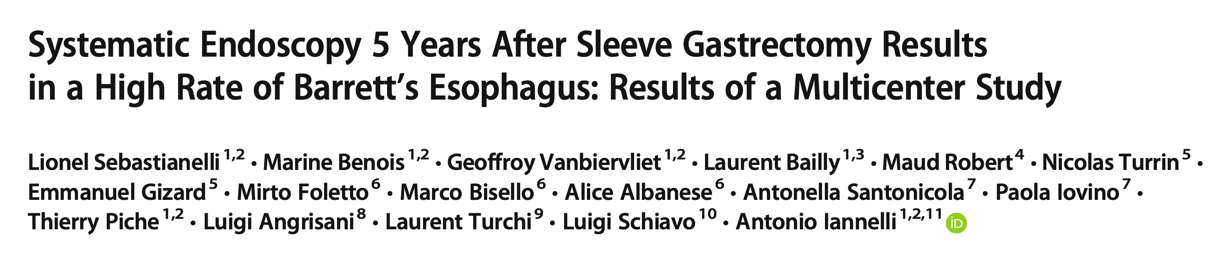 Systematic Endoscopy 5 Years After Sleeve Gastrectomy Results
in a High Rate of Barrett’s Esophagus: Results of a Multicenter Study
Lionel Sebastianelli 1,2 • Marine Benois 1,2 • Geoffroy Vanbiervliet 1,2 • Laurent Bailly 1,3 • Maud Robert 4 • Nicolas Turrin 5 •
Emmanuel Gizard 5 • Mirto Foletto 6 • Marco Bisello 6 • Alice Albanese 6 • Antonella Santonicola 7 • Paola Iovino 7 •
Thierry Piche 1,2 • Luigi Angrisani 8 • Laurent Turchi 9 • Luigi Schiavo 10 • Antonio Iannelli 1,2,11 iD